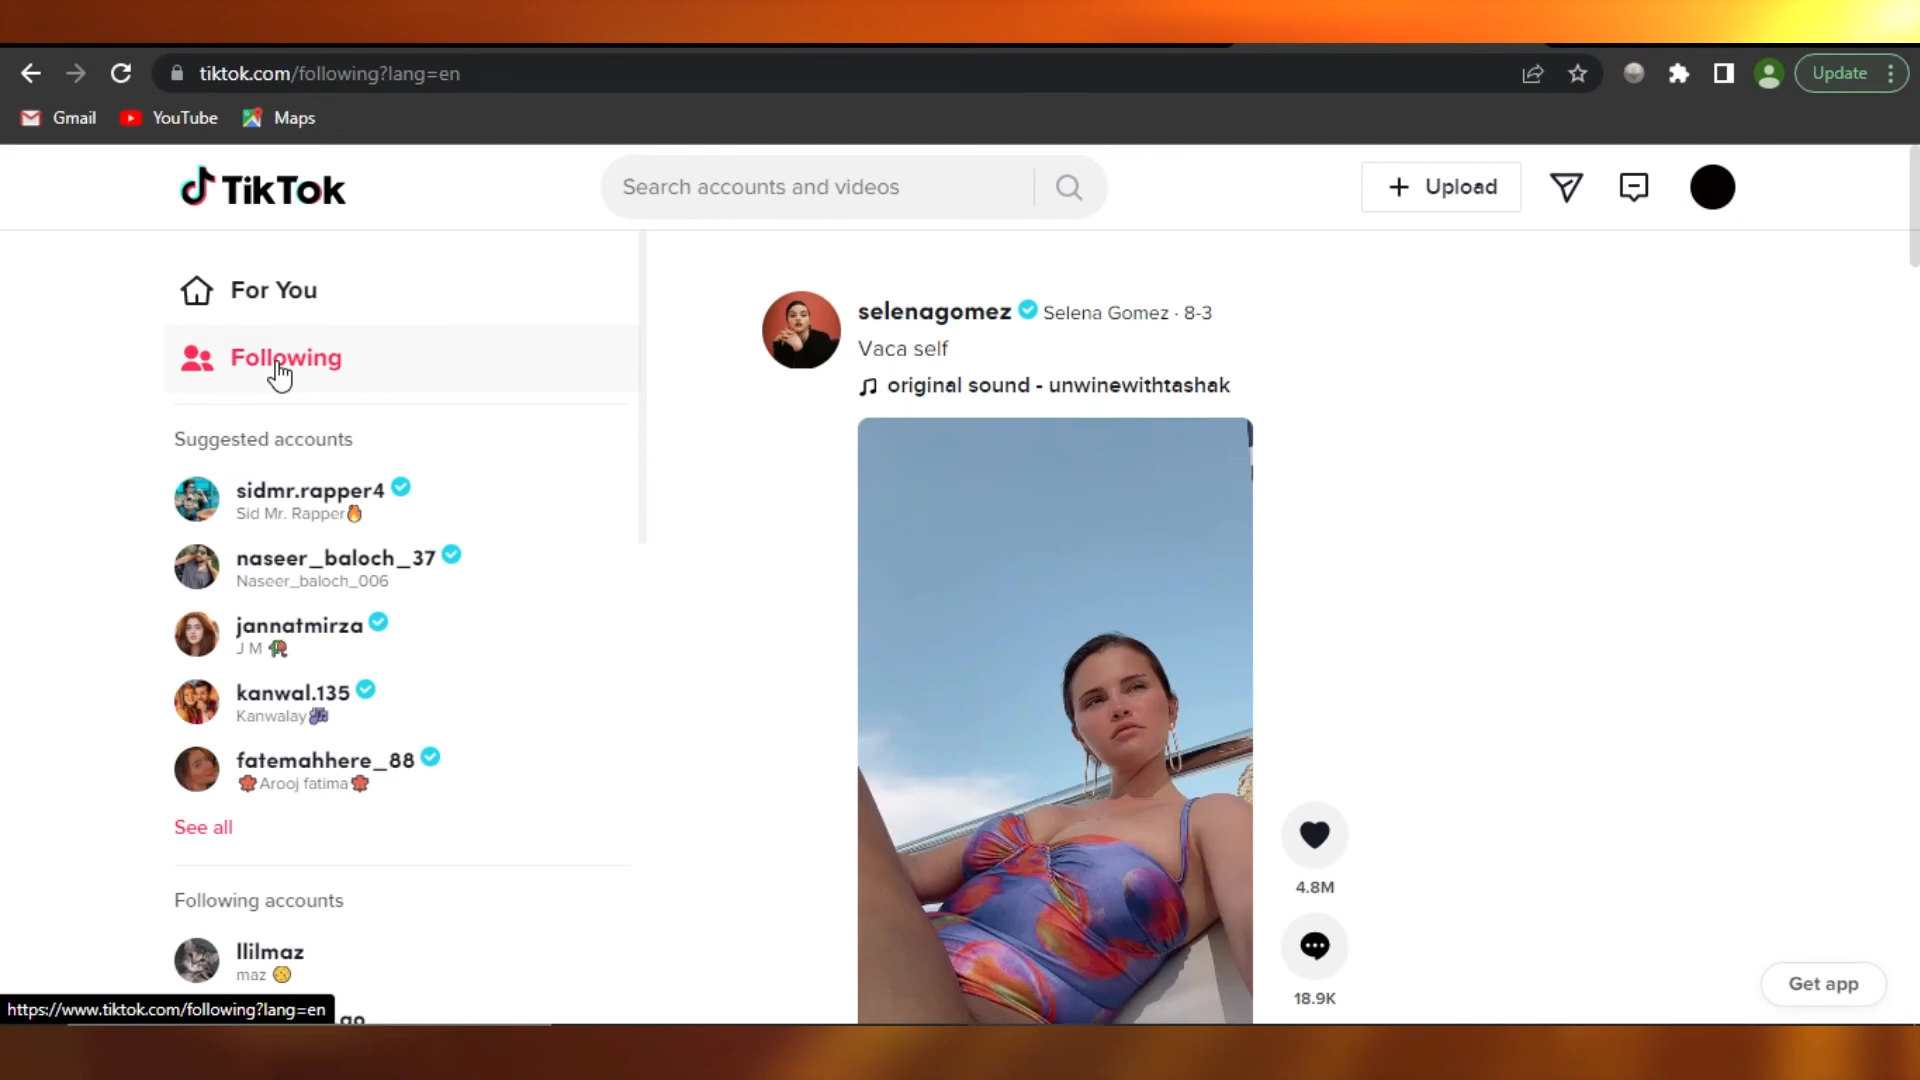 tiktok.com/following?lang=en
Update
Gmail
YouTube
Maps
TikTok
Search accounts and videos
Upload
For You
Following
Suggested accounts
sidmr.rapper4
Sid Mr. Rapper🔥
naseer_baloch_37
Naseer_baloch_006
jannatmirza
J M
kanwal.135
Kanwalay
fatemahhere_88
Arooj fatima
See all
Following accounts
llilmaz
maz
https://www.tiktok.com/following?lang=en
selenagomez Selena Gomez · 8-3
Vaca self
original sound - unwinewithtashak
4.8M
18.9K
Get app